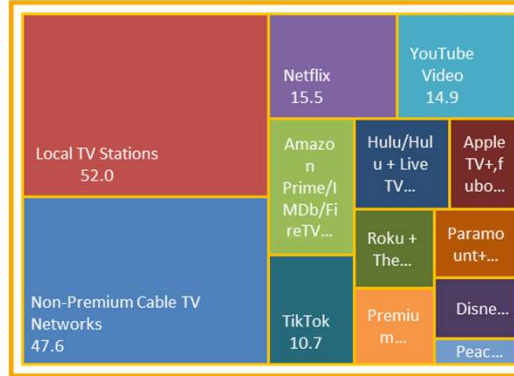 Local TV Stations
52.0
Non-Premium Cable TV
Networks
47.6
Netflix
15.5
YouTube
Video
14.9
Amazo
n
Prime/I
MDb/Fi
reTV...
TikTok
10.7
Hulu/Hul
u + Live
TV...
Apple
TV+,f
ubo...
Roku +
The...
Paramo
unt+...
Premiu
m...
Disne...
Peac...